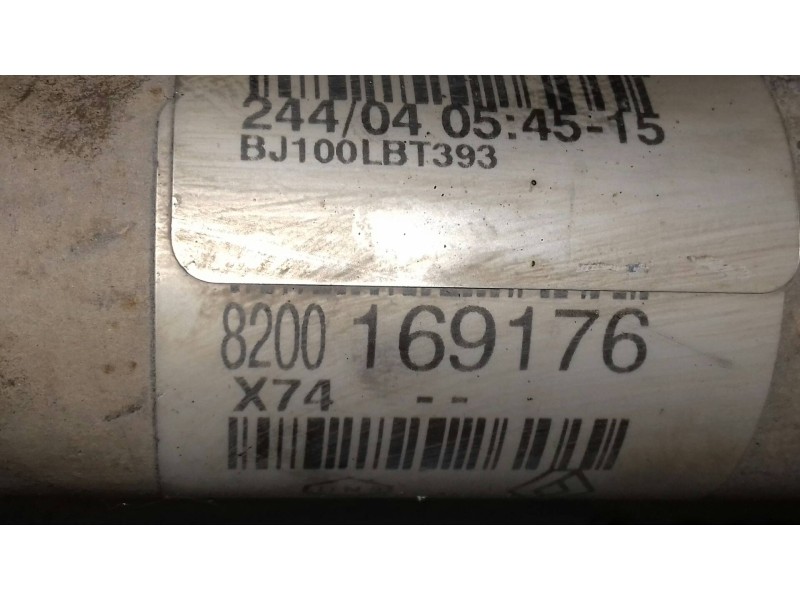 244/04 05:45-15
BJ100LBT393
8200 169176
X74 -- -